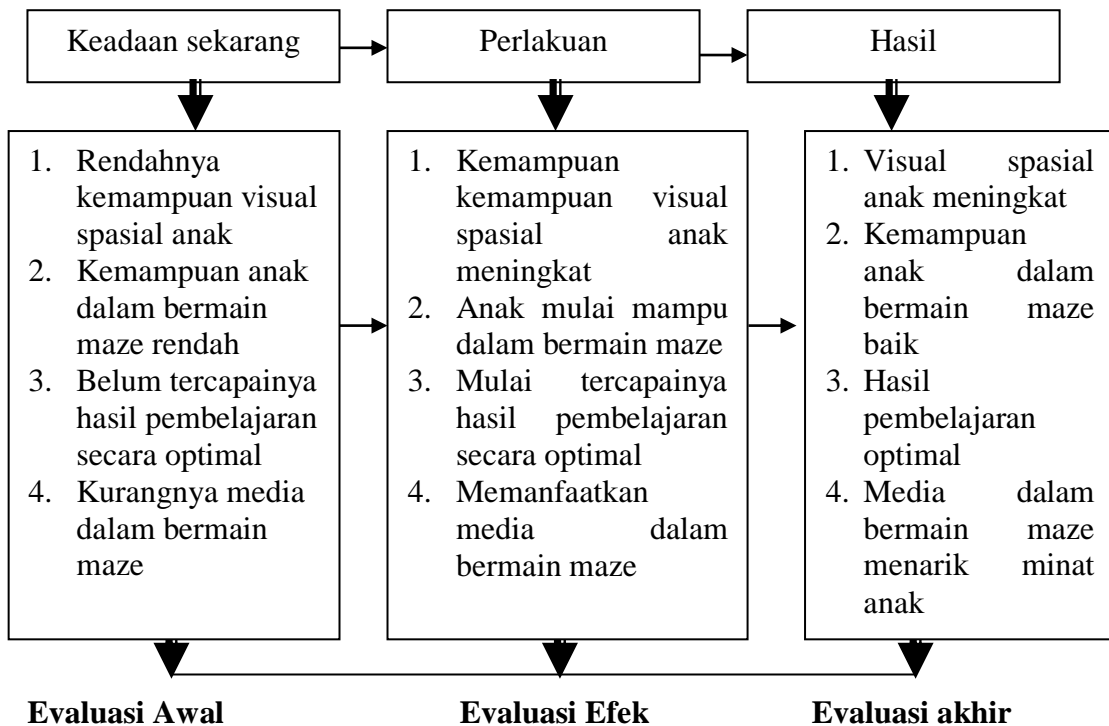 Keadaan sekarang
Perlakuan
Hasil
1. Rendahnya
kemampuan visual
spasial anak
2. Kemampuan anak
dalam bermain
maze rendah
3. Belum tercapainya
hasil pembelajaran
secara optimal
4. Kurangnya media
dalam bermain
maze
1. Kemampuan
kemampuan visual
spasial anak
meningkat
2. Anak mulai mampu
dalam bermain maze
3. Mulai tercapainya
hasil pembelajaran
secara optimal
4. Memanfaatkan
media dalam
bermain maze
1. Visual spasial
anak meningkat
2. Kemampuan
anak dalam
bermain maze
baik
3. Hasil
pembelajaran
optimal
4. Media dalam
bermain maze
menarik minat
anak
Evaluasi Awal
Evaluasi Efek
Evaluasi akhir